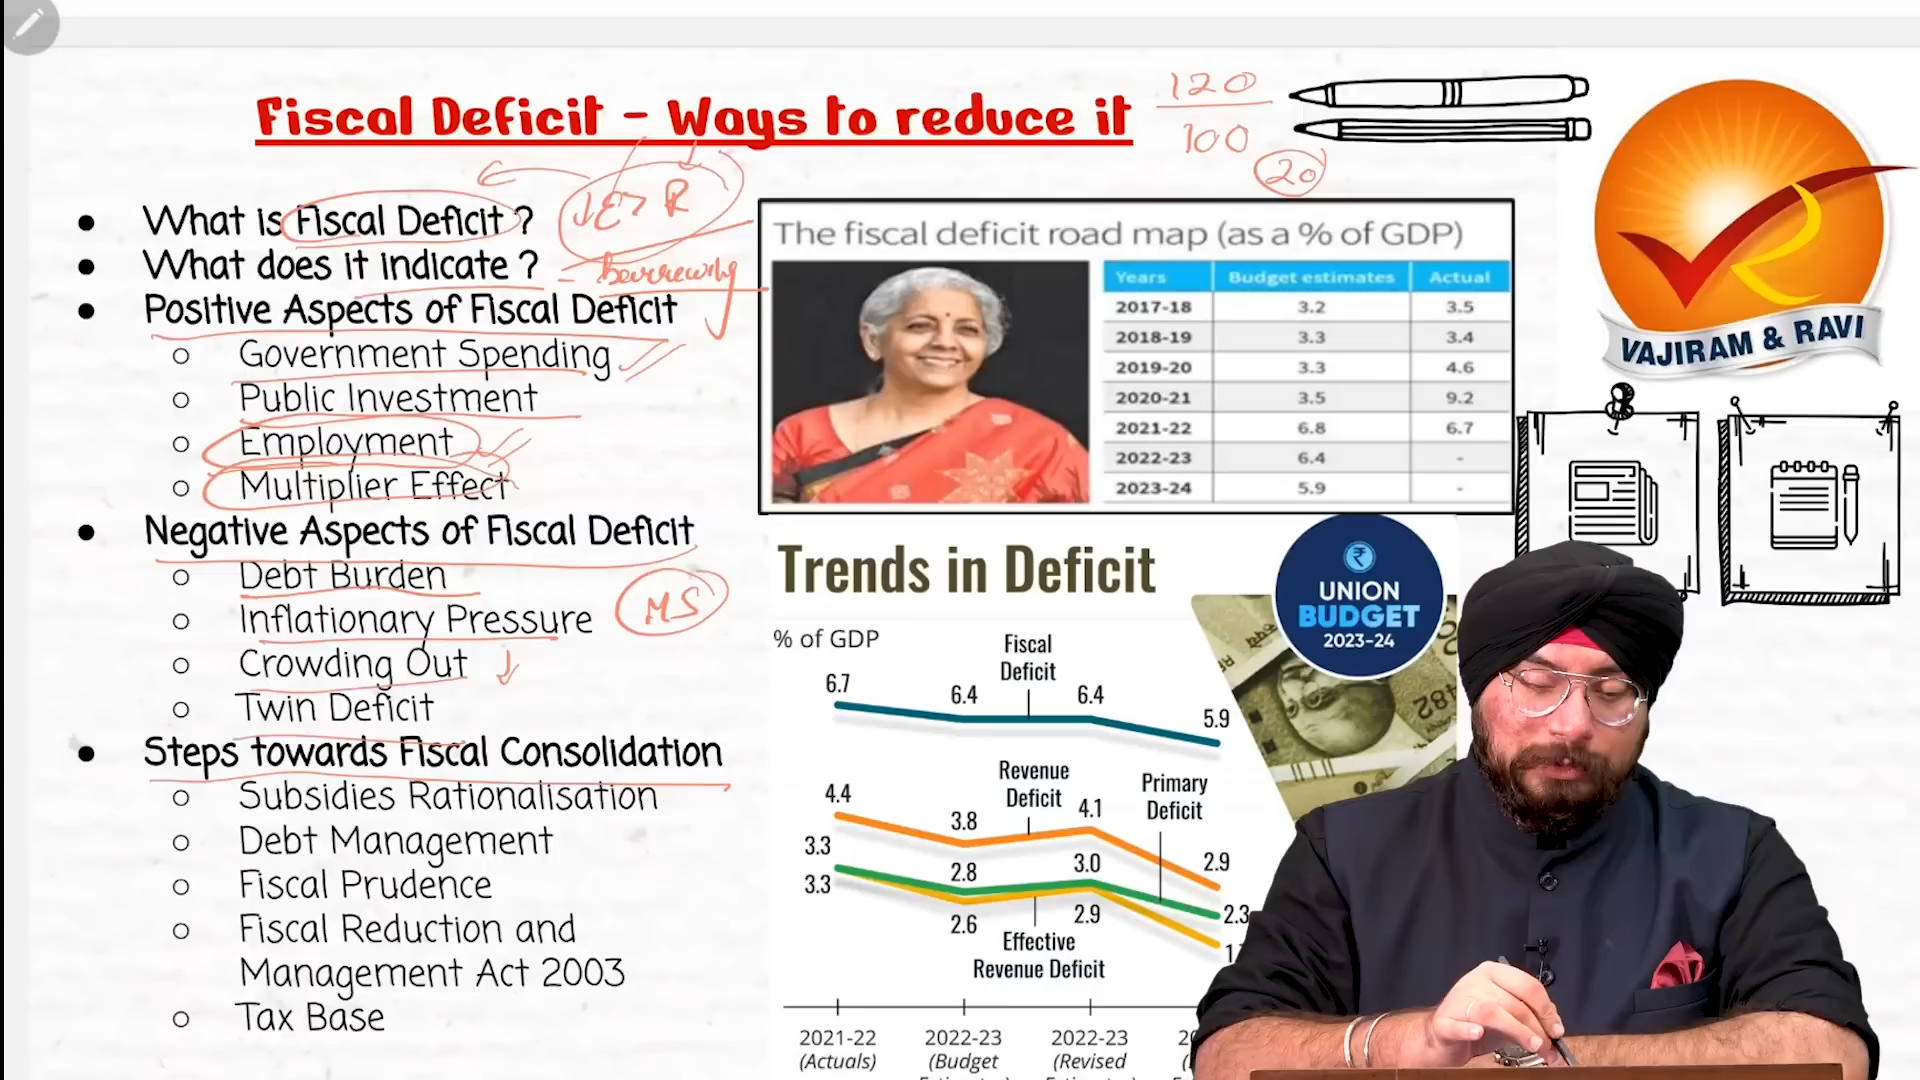 Fiscal Deficit - Ways to reduce it
120
100
20
↓ E > R
What is Fiscal Deficit ?
What does it indicate ? = borrowing
Positive Aspects of Fiscal Deficit
Government Spending
Public Investment
Employment
Multiplier Effect
Negative Aspects of Fiscal Deficit
Debt Burden
Inflationary Pressure
MS
Crowding Out ↓
Twin Deficit
Steps towards Fiscal Consolidation
Subsidies Rationalisation
Debt Management
Fiscal Prudence
Fiscal Reduction and
Management Act 2003
Tax Base
The fiscal deficit road map (as a % of GDP)
Years Budget estimates Actual
2017-18 3.2 3.5
2018-19 3.3 3.4
2019-20 3.3 4.6
2020-21 3.5 9.2
2021-22 6.8 6.7
2022-23 6.4 -
2023-24 5.9 -
VAJIRAM & RAVI
Trends in Deficit
₹
UNION
BUDGET
2023-24
% of GDP
Fiscal
Deficit
6.7 6.4 6.4 5.9
Revenue
Deficit
Primary
Deficit
4.4 3.8 4.1 2.9
3.3 2.8 3.0 2.3
3.3 2.6 2.9
Effective
Revenue Deficit
2021-22 2022-23 2022-23
(Actuals) (Budget (Revised